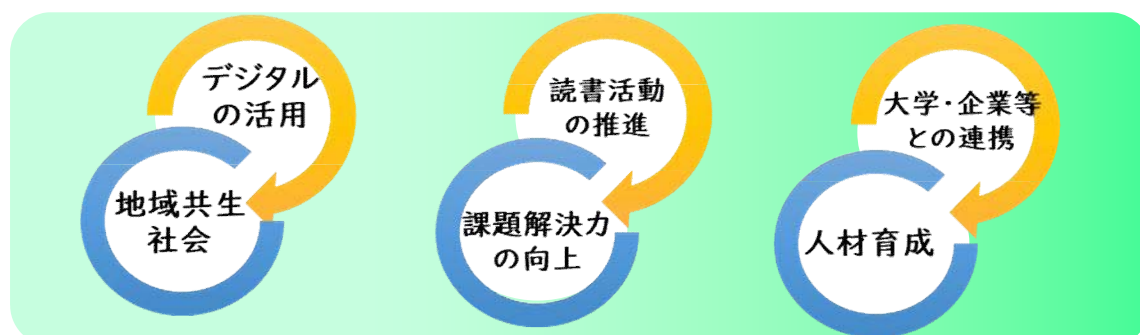 デジタル
の活用
地域共生
社会
読書活動
の推進
課題解決力
の向上
大学・企業等
との連携
人材育成